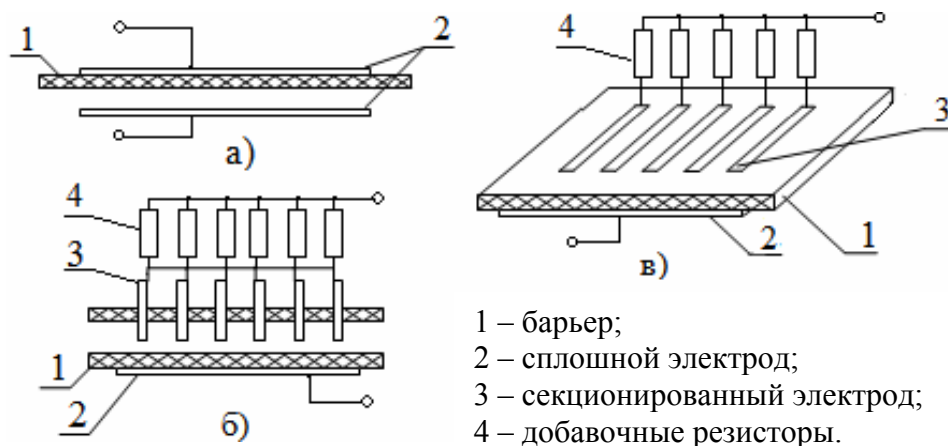 1
2
а)
4
3
1
2
в)
4
3
1
2
б)
1 – барьер;
2 – сплошной электрод;
3 – секционированный электрод;
4 – добавочные резисторы.